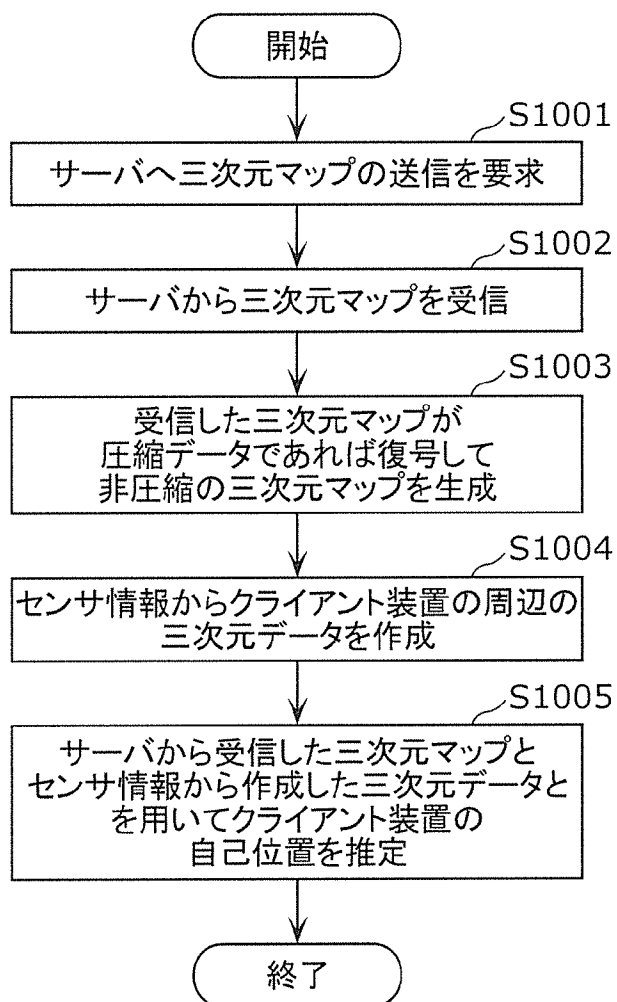 開始
S1001
サーバへ三次元マップの送信を要求
S1002
サーバから三次元マップを受信
S1003
受信した三次元マップが
圧縮データであれば復号して
非圧縮の三次元マップを生成
S1004
センサ情報からクライアント装置の周辺の
三次元データを作成
S1005
サーバから受信した三次元マップと
センサ情報から作成した三次元データと
を用いてクライアント装置の
自己位置を推定
終了